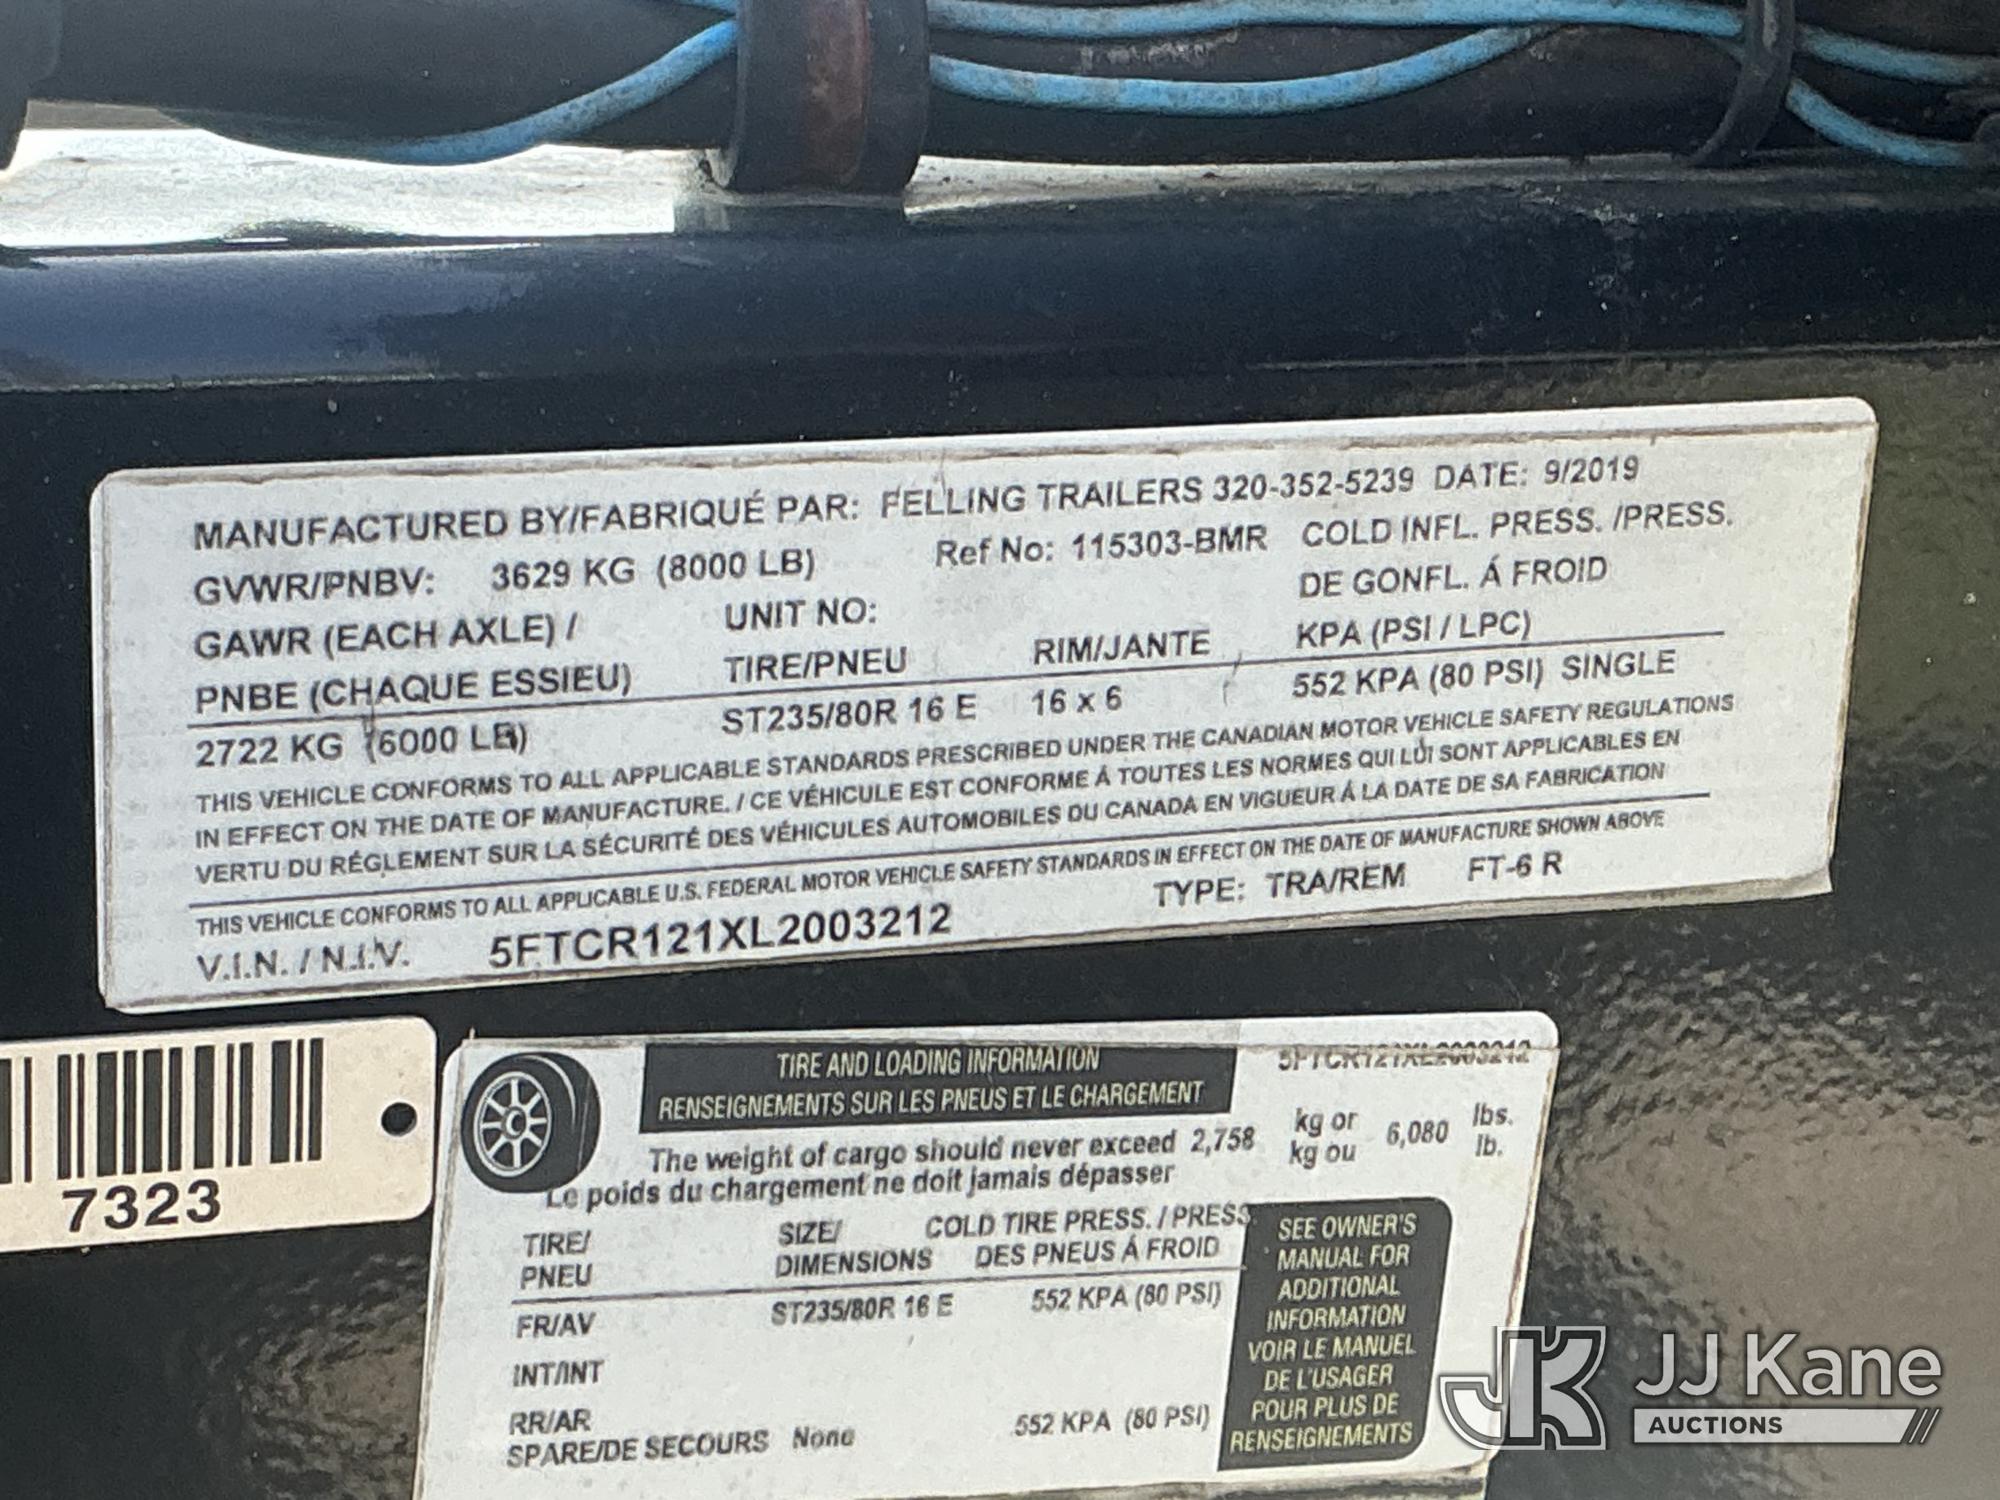 MANUFACTURED BY/FABRIQUÉ PAR: FELLING TRAILERS 320-352-5239 DATE: 9/2019
GVWR/PNBV: 3629 KG (8000 LB) Ref No: 115303-BMR COLD INFL. PRESS. /PRESS.
DE GONFL. Á FROID
GAWR (EACH AXLE) / UNIT NO: KPA (PSI / LPC)
PNBE (CHAQUE ESSIEU) TIRE/PNEU RIM/JANTE
2722 KG (6000 LB) ST235/80R 16 E 16 x 6 552 KPA (80 PSI) SINGLE
THIS VEHICLE CONFORMS TO ALL APPLICABLE STANDARDS PRESCRIBED UNDER THE CANADIAN MOTOR VEHICLE SAFETY REGULATIONS
IN EFFECT ON THE DATE OF MANUFACTURE. / CE VÉHICULE EST CONFORME Á TOUTES LES NORMES QUI LUI SONT APPLICABLES EN
VERTU DU RÉGLEMENT SUR LA SÉCURITÉ DES VÉHICULES AUTOMOBILES DU CANADA EN VIGUEUR Á LA DATE DE SA FABRICATION
THIS VEHICLE CONFORMS TO ALL APPLICABLE U.S. FEDERAL MOTOR VEHICLE SAFETY STANDARDS IN EFFECT ON THE DATE OF MANUFACTURE SHOWN ABOVE
V.I.N. / N.I.V. 5FTCR121XL2003212 TYPE: TRA/REM FT-6 R
7323
TIRE AND LOADING INFORMATION 5FTCR121XL2003212
RENSEIGNEMENTS SUR LES PNEUS ET LE CHARGEMENT
The weight of cargo should never exceed 2,758 kg or 6,080 lbs.
Le poids du chargement ne doit jamais dépasser kg ou lb.
TIRE/ SIZE/ COLD TIRE PRESS. / PRESS
PNEU DIMENSIONS DES PNEUS Á FROID
FR/AV ST235/80R 16 E 552 KPA (80 PSI)
INT/INT
RR/AR
SPARE/DE SECOURS None 552 KPA (80 PSI)
SEE OWNER'S
MANUAL FOR
ADDITIONAL
INFORMATION
VOIR LE MANUEL
DE L'USAGER
POUR PLUS DE
RENSEIGNEMENTS
JK JJ Kane
AUCTIONS